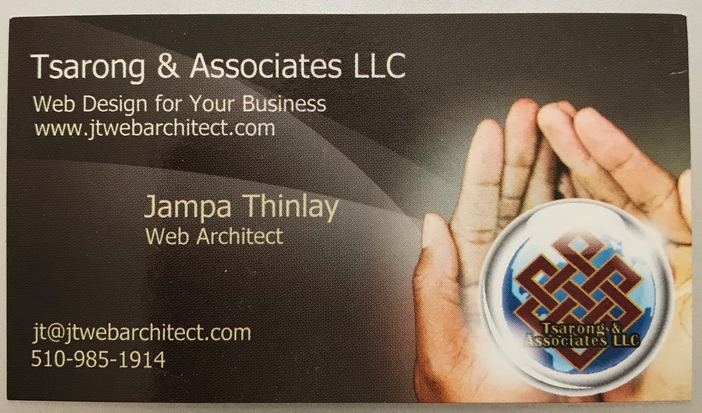 Tsarong & Associates LLC
Web Design for Your Business
www.jtwebarchitect.com
Jampa Thinlay
Web Architect
jt@jtwebarchitect.com
510-985-1914
Tsarong &
Associates LLC